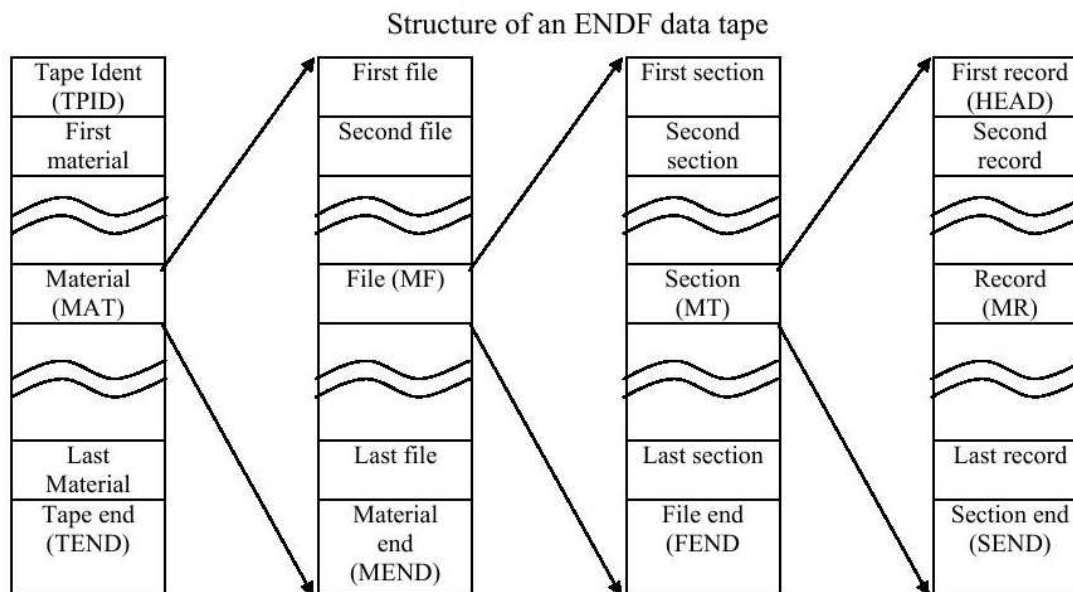 Structure of an ENDF data tape
Tape Ident
(TPID)
First
material
Material
(MAT)
Last
Material
Tape end
(TEND)
First file
Second file
File (MF)
Last file
Material
end
(MEND)
First section
Second
section
Section
(MT)
Last section
File end
(FEND
First record
(HEAD)
Second
record
Record
(MR)
Last record
Section end
(SEND)